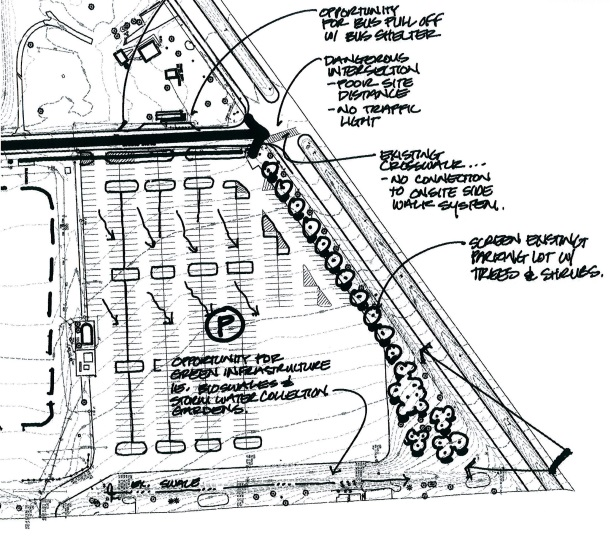 OPPORTUNITY
FOR BUS PULL OFF
W/ BUS SHELTER
DANGEROUS
INTERSECTION
-POOR SITE
DISTANCE
-NO TRAFFIC
LIGHT
EXISTING
CROSSWALK...
- NO CONNECTION
TO ONSITE SIDE
WALK SYSTEM.
SCREEN EXISTING
PARKING LOT W/
TREES & SHRUBS.
P
OPPORTUNITY FOR
GREEN INFRASTRUCTURE
IE. BIOSWALES &
STORM WATER COLLECTION
GARDENS.
EX. SWALE...